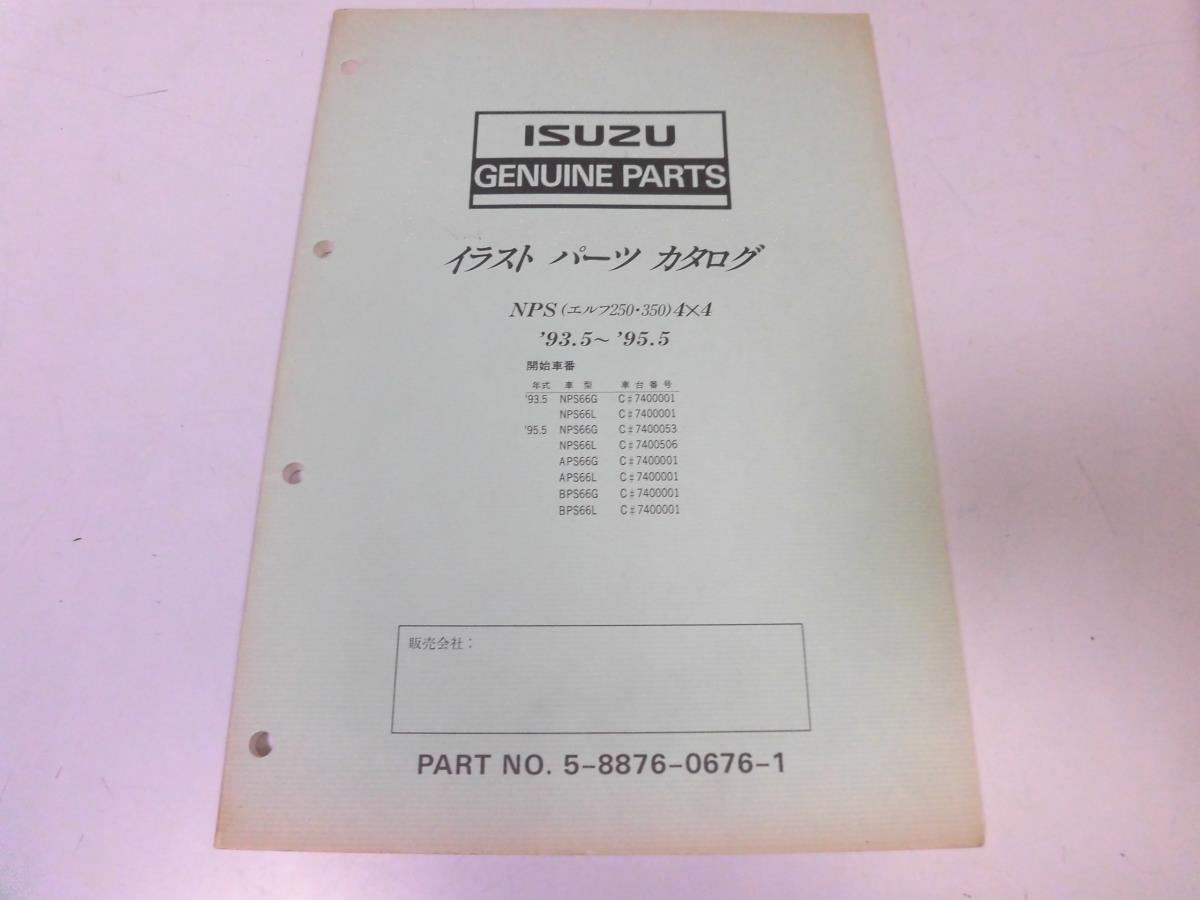 ISUZU
GENUINE PARTS
イラスト パーツ カタログ
NPS(エルフ250・350)4×4
'93.5～'95.5
開始車番
年式 車型 車台番号
'93.5 NPS66G C♯7400001
NPS66L C♯7400001
'95.5 NPS66G C♯7400053
NPS66L C♯7400506
APS66G C♯7400001
APS66L C♯7400001
BPS66G C♯7400001
BPS66L C♯7400001
販売会社：
PART NO. 5-8876-0676-1